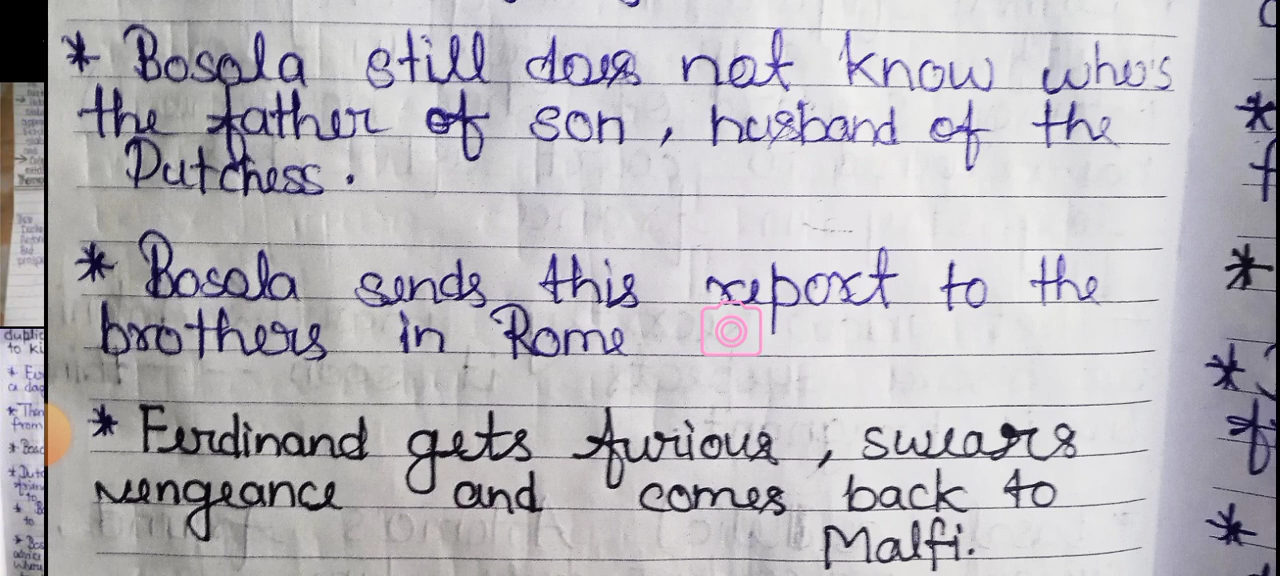 * Bosola still does not know who's
the father of son, husband of the
Dutchess.
* Bosola sends this report to the
brothers in Rome
* Ferdinand gets furious, swears
vengeance and comes back to
Malfi.